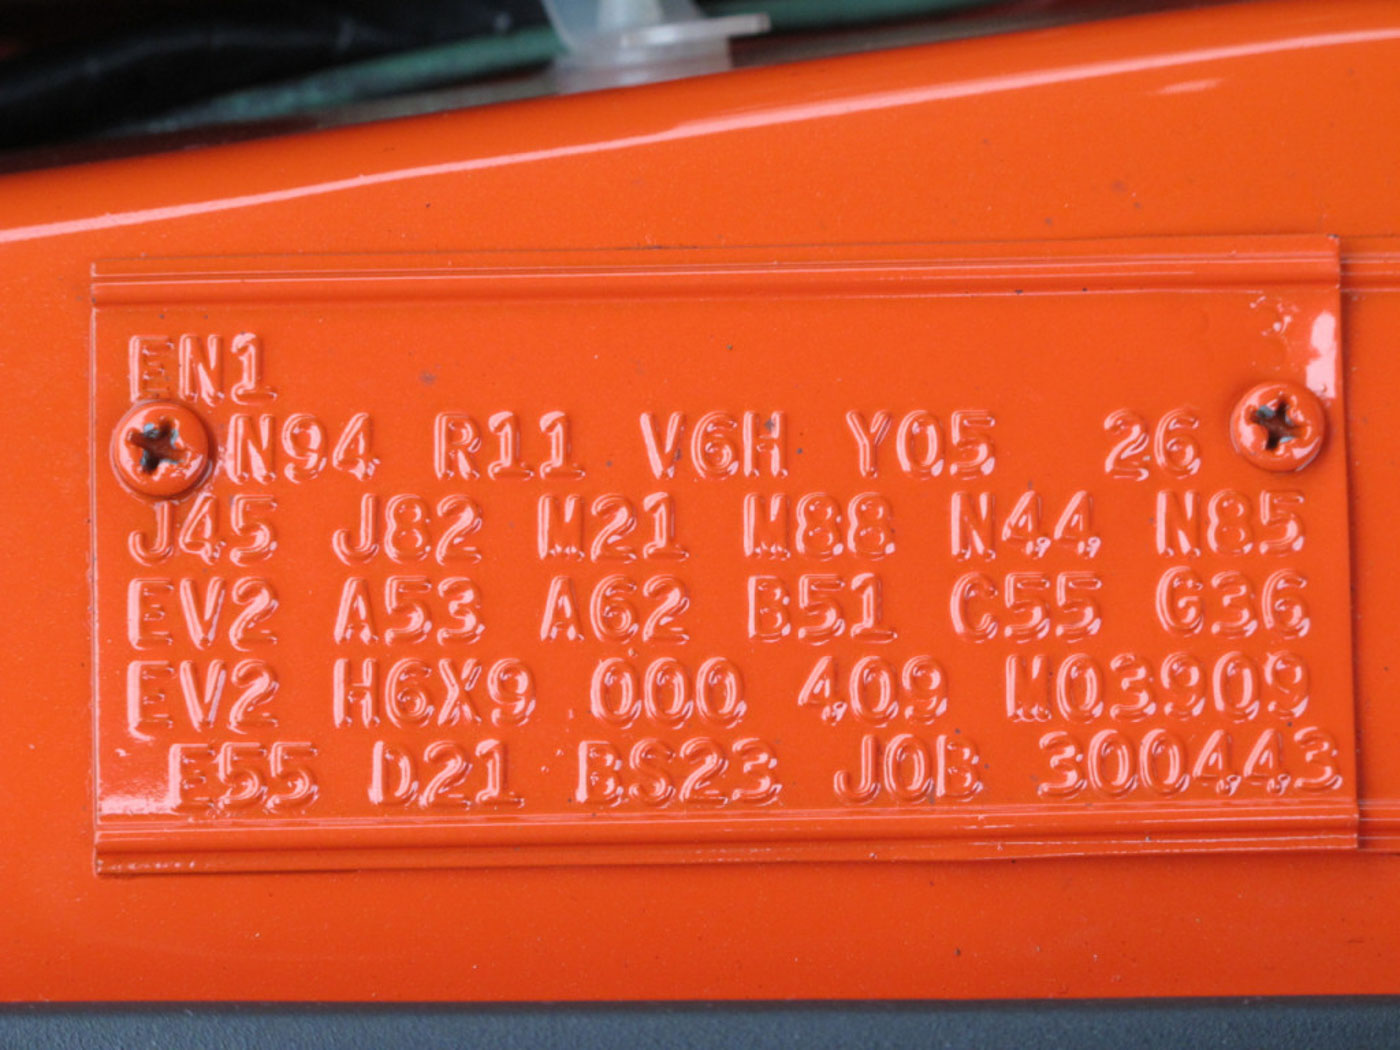 EN1
N94 R11 V6H Y05 26
J45 J82 M21 M88 N44 N85
EV2 A53 A62 B51 C55 G36
EV2 H6X9 000 409 M03909
E55 D21 BS23 JOB 300443